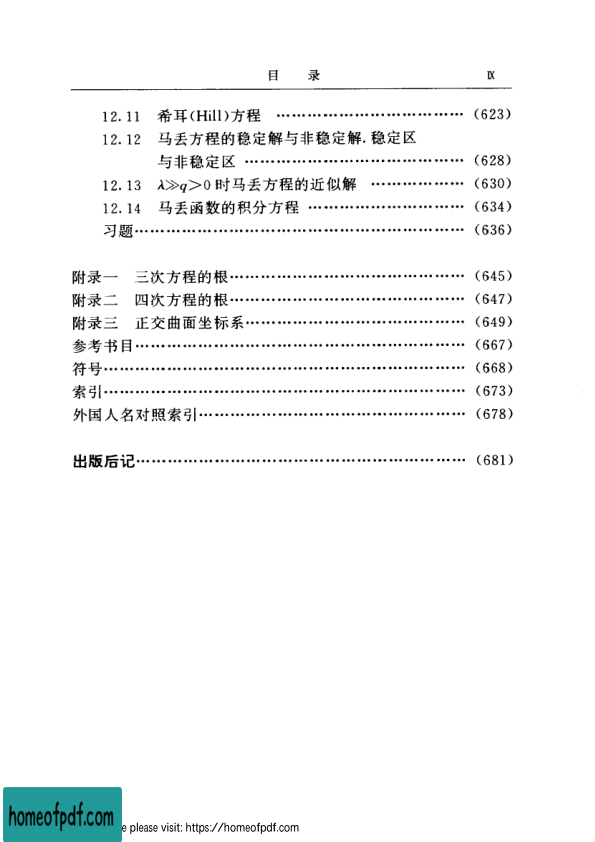 目 录 Ⅸ
12.11 希耳(Hill)方程 ……………………………… (623)
12.12 马丢方程的稳定解与非稳定解.稳定区
与非稳定区 …………………………………… (628)
12.13 λ≫q>0时马丢方程的近似解 ……………… (630)
12.14 马丢函数的积分方程 ………………………… (634)
习题……………………………………………………… (636)
附录一 三次方程的根……………………………………… (645)
附录二 四次方程的根……………………………………… (647)
附录三 正交曲面坐标系…………………………………… (649)
参考书目……………………………………………………… (667)
符号…………………………………………………………… (668)
索引…………………………………………………………… (673)
外国人名对照索引…………………………………………… (678)
出版后记……………………………………………………… (681)
homeofpdf.com
e please visit: https://homeofpdf.com